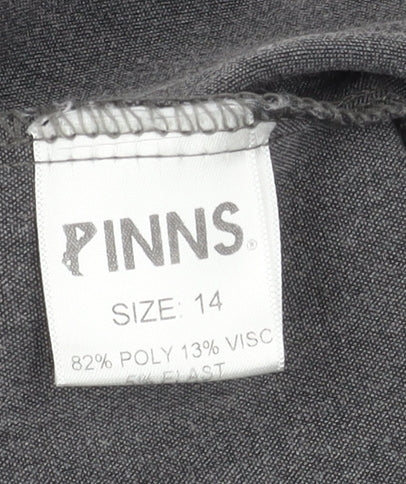 PINNS®
SIZE: 14
82% POLY 13% VISC
5% ELAST